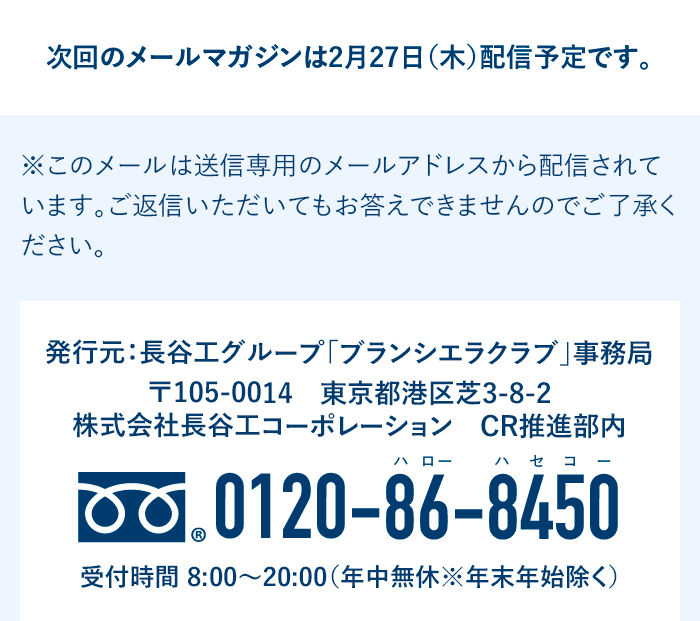 次回のメールマガジンは2月27日（木）配信予定です。
※このメールは送信専用のメールアドレスから配信されて
います。ご返信いただいてもお答えできませんのでご了承く
ださい。
発行元：長谷工グループ「ブランシエラクラブ」事務局
〒105-0014　東京都港区芝3-8-2
株式会社長谷工コーポレーション　CR推進部内
ハ ロー　ハ セ コ ー
® 0120-86-8450
受付時間 8:00～20:00（年中無休※年末年始除く）